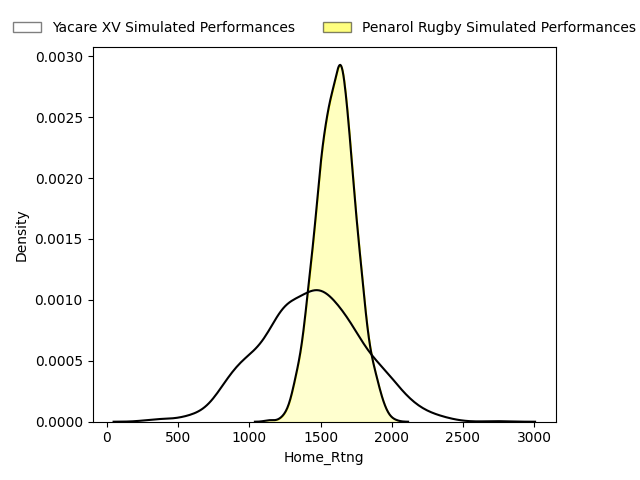 Yacare XV Simulated Performances
Penarol Rugby Simulated Performances
0.0030
0.0025
0.0020
0.0015
0.0010
0.0005
0.0000
Density
0 500 1000 1500 2000 2500 3000
Home_Rtng